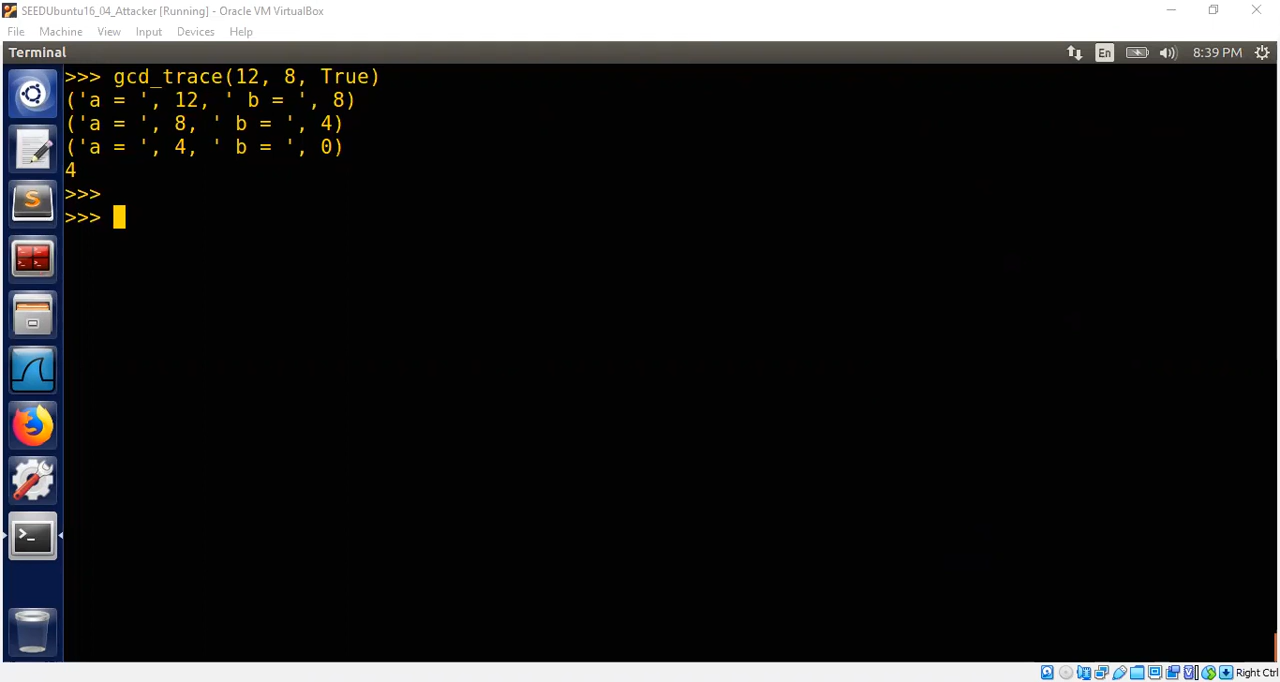 SEEDUbuntu16_04_Attacker [Running] - Oracle VM VirtualBox
File Machine View Input Devices Help
Terminal En 8:39 PM
>>> gcd_trace(12, 8, True)
('a = ', 12, ' b = ', 8)
('a = ', 8, ' b = ', 4)
('a = ', 4, ' b = ', 0)
4
>>>
>>>
Right Ctrl